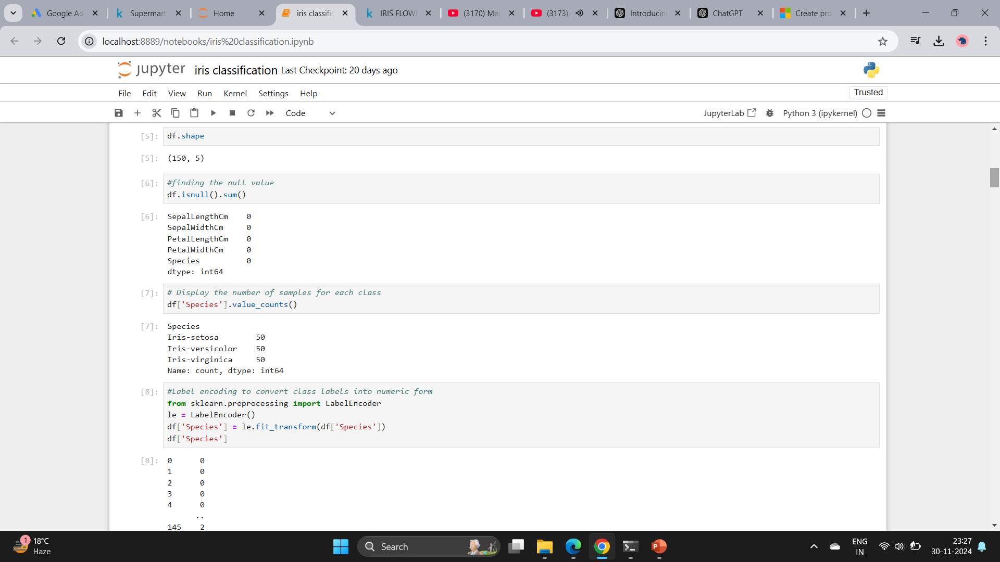 Google Ad
Supermart
Home
iris classific
IRIS FLOW
(3170) Mar
(3173)
Introducin
ChatGPT
Create pro
localhost:8889/notebooks/iris%20classification.ipynb
jupyter iris classification Last Checkpoint: 20 days ago
File Edit View Run Kernel Settings Help
Trusted
Code
JupyterLab
Python 3 (ipykernel)
[5]: df.shape
[5]: (150, 5)
[6]: #finding the null value
df.isnull().sum()
[6]: SepalLengthCm 0
SepalWidthCm 0
PetalLengthCm 0
PetalWidthCm 0
Species 0
dtype: int64
[7]: # Display the number of samples for each class
df['Species'].value_counts()
[7]: Species
Iris-setosa 50
Iris-versicolor 50
Iris-virginica 50
Name: count, dtype: int64
[8]: #Label encoding to convert class labels into numeric form
from sklearn.preprocessing import LabelEncoder
le = LabelEncoder()
df['Species'] = le.fit_transform(df['Species'])
df['Species']
[8]: 0 0
1 0
2 0
3 0
4 0
..
145 2
1
18°C
Haze
Search
P
ENG
IN
23:27
30-11-2024